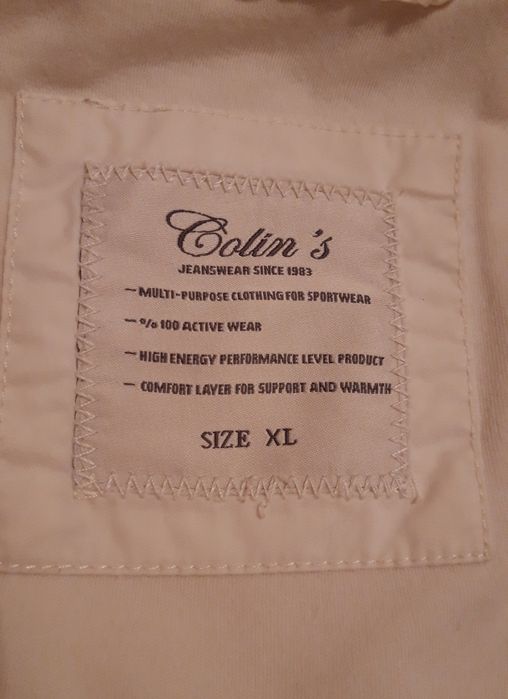 Colin's
JEANSWEAR SINCE 1983
– MULTI-PURPOSE CLOTHING FOR SPORTWEAR
– %100 ACTIVE WEAR
– HIGH ENERGY PERFORMANCE LEVEL PRODUCT
– COMFORT LAYER FOR SUPPORT AND WARMTH
SIZE XL